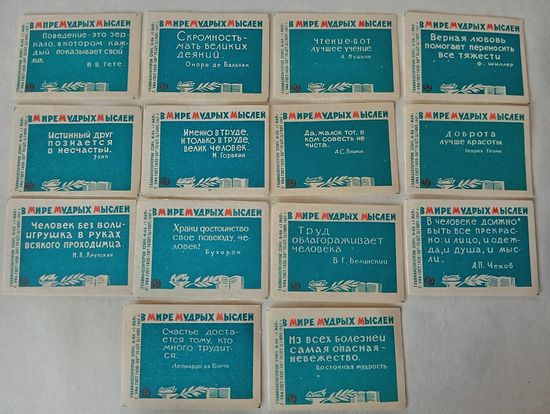 В МИРЕ МУДРЫХ МЫСЛЕЙ
Поведение-это зер-
кало, в котором каж-
дый показывает свой
лик
И-В. Гете.
В МИРЕ МУДРЫХ МЫСЛЕЙ
Скромность-
мать великих
деяний.
Оноре де Бальзак
В МИРЕ МУДРЫХ МЫСЛЕЙ
Чтение-вот
лучшее учение
А. Пушкин
В МИРЕ МУДРЫХ МЫСЛЕЙ
Верная любовь
помогает переносить
все тяжести
Ф. Шиллер
В МИРЕ МУДРЫХ МЫСЛЕЙ
Истинный друг
познается
в несчастьи.
Эзоп
В МИРЕ МУДРЫХ МЫСЛЕЙ
Именно в труде,
и только в труде,
велик человек.
М. Горький
В МИРЕ МУДРЫХ МЫСЛЕЙ
Да, жалок тот, в
ком совесть не
чиста.
А.С. Пушкин
В МИРЕ МУДРЫХ МЫСЛЕЙ
Доброта
лучше красоты
Генрих Гейне
В МИРЕ МУДРЫХ МЫСЛЕЙ
Человек без воли-
игрушка в руках
всякого проходимца.
Н.К. Крупская
В МИРЕ МУДРЫХ МЫСЛЕЙ
Храни достоинство
свое повсюду, че-
ловек!
Бухорои
В МИРЕ МУДРЫХ МЫСЛЕЙ
Труд
облагораживает
человека
В.Г. Белинский
В МИРЕ МУДРЫХ МЫСЛЕЙ
В человеке должно
быть все прекрас-
но: и лицо, и одеж-
да, и душа, и мыс-
ли.
А.П. Чехов
В МИРЕ МУДРЫХ МЫСЛЕЙ
Счастье доста-
ется тому, кто
много трудит-
ся.
Леонардо да Винчи
В МИРЕ МУДРЫХ МЫСЛЕЙ
Из всех болезней
самая опасная-
невежество.
Восточная мудрость